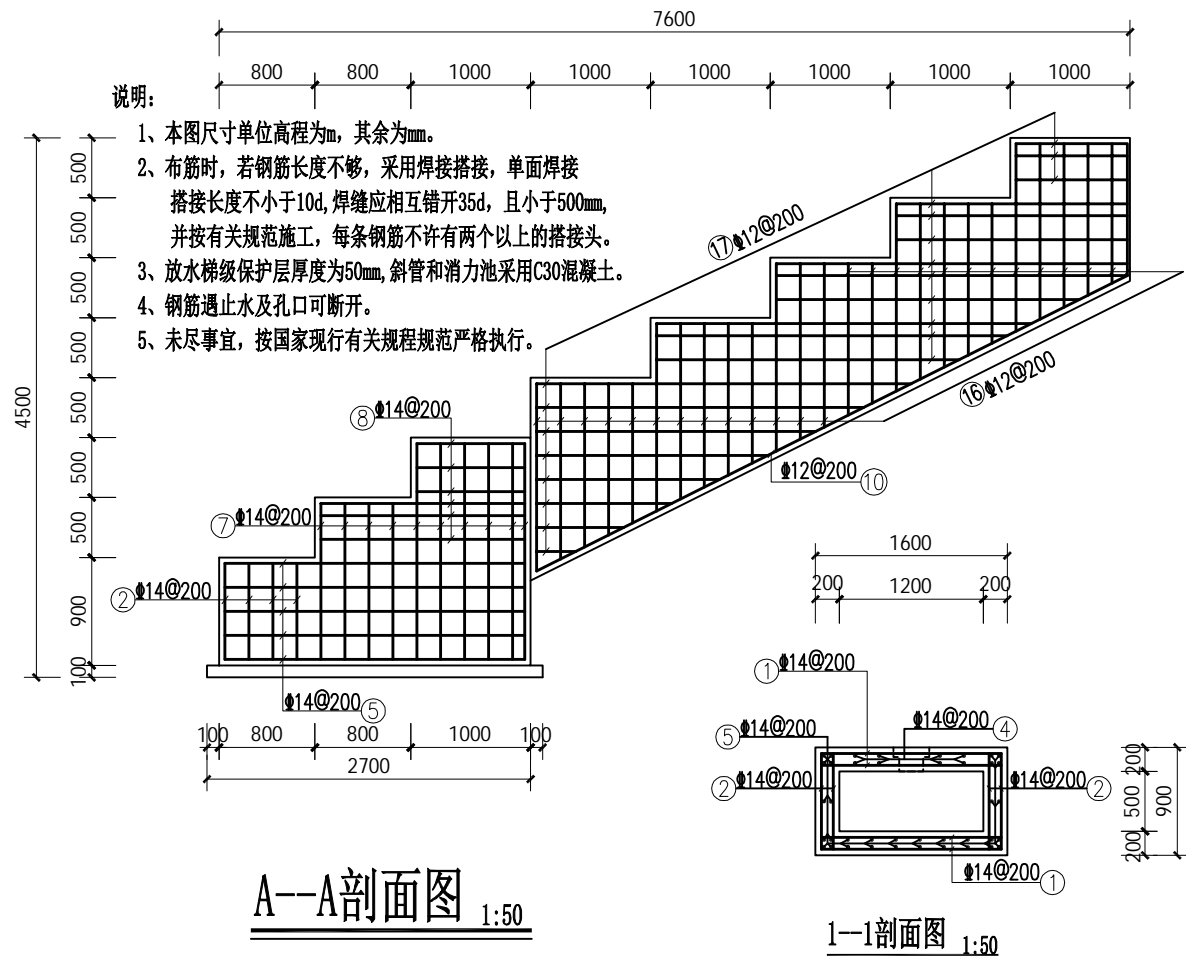 7600
800 800 1000 1000 1000 1000 1000 1000
说明：
1、本图尺寸单位高程为m，其余为mm。
2、布筋时，若钢筋长度不够，采用焊接搭接，单面焊接
搭接长度不小于10d,焊缝应相互错开35d，且小于500mm,
并按有关规范施工，每条钢筋不许有两个以上的搭接头。
3、放水梯级保护层厚度为50mm,斜管和消力池采用C30混凝土。
4、钢筋遇止水及孔口可断开。
5、未尽事宜，按国家现行有关规程规范严格执行。
4500
500
500
500
500
500
500
500
900
100
⑰Φ12@200
⑯Φ12@200
⑧Φ14@200
Φ12@200⑩
⑦Φ14@200
②Φ14@200
Φ14@200⑤
100 800 800 1000 100
2700
A--A剖面图 1:50
1600
200 1200 200
①Φ14@200
⑤Φ14@200
Φ14@200④
②Φ14@200
Φ14@200②
Φ14@200①
200
500
200
900
1--1剖面图 1:50